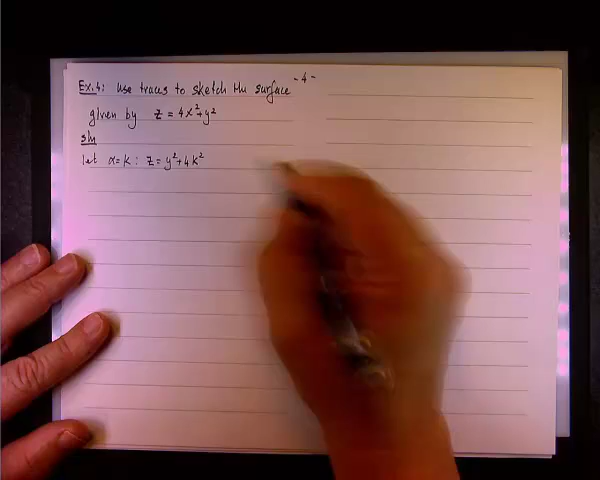 - 4 -
Ex. 4: Use traces to sketch the surface
given by z = 4x² + y²
sln
let x = k : z = y² + 4k²